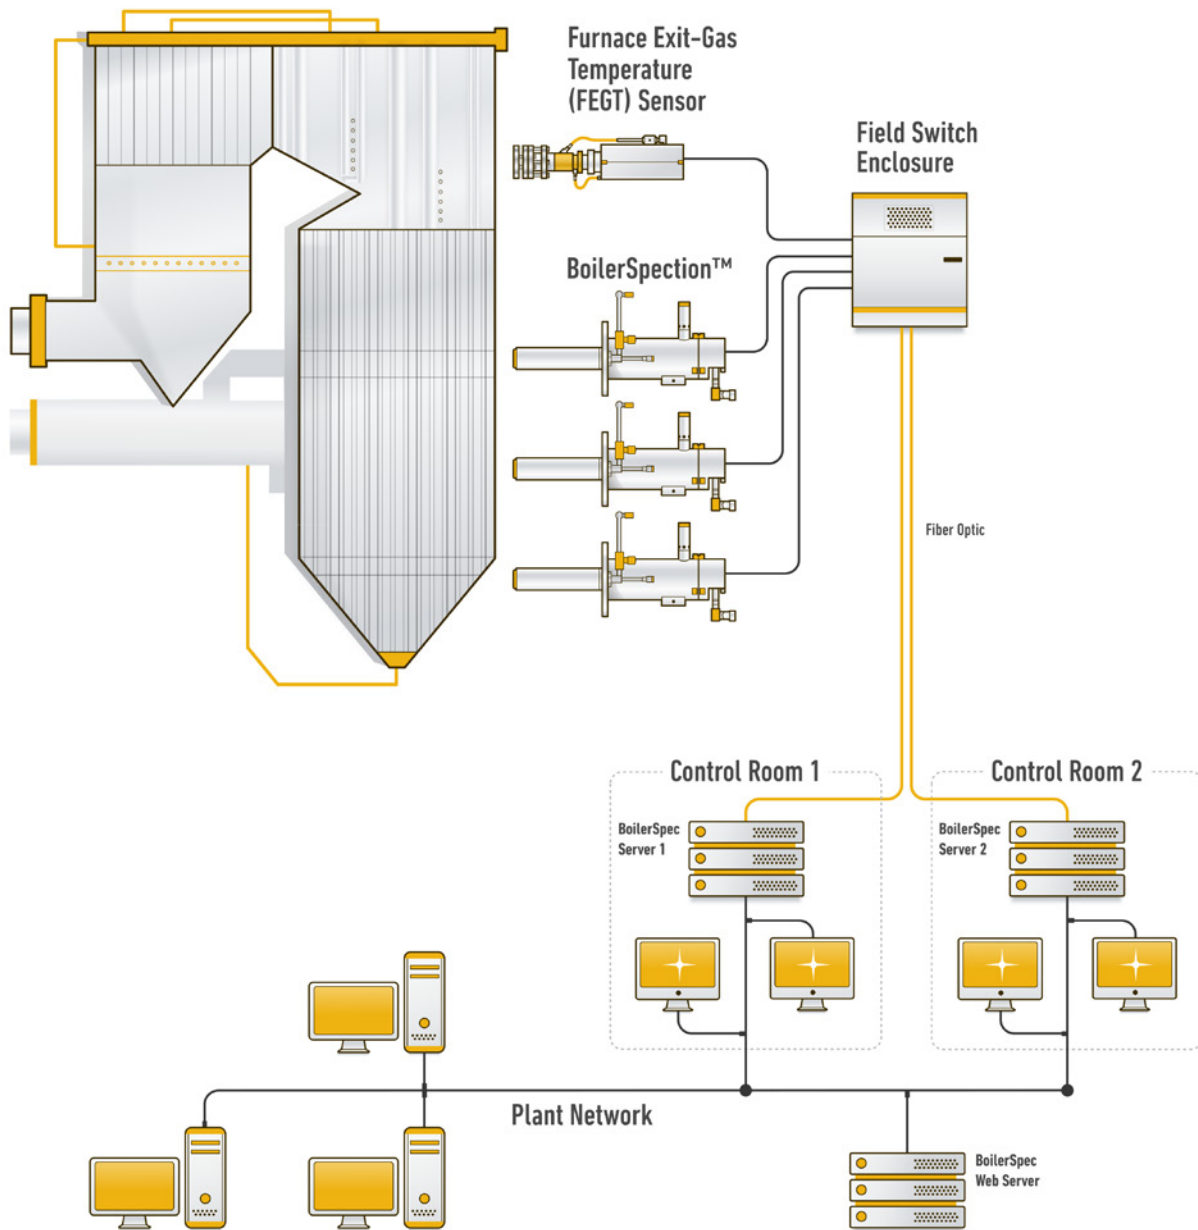 Furnace Exit-Gas
Temperature
(FEGT) Sensor
Field Switch
Enclosure
BoilerSpection™
Fiber Optic
Control Room 1
Control Room 2
BoilerSpec
Server 1
BoilerSpec
Server 2
Plant Network
BoilerSpec
Web Server